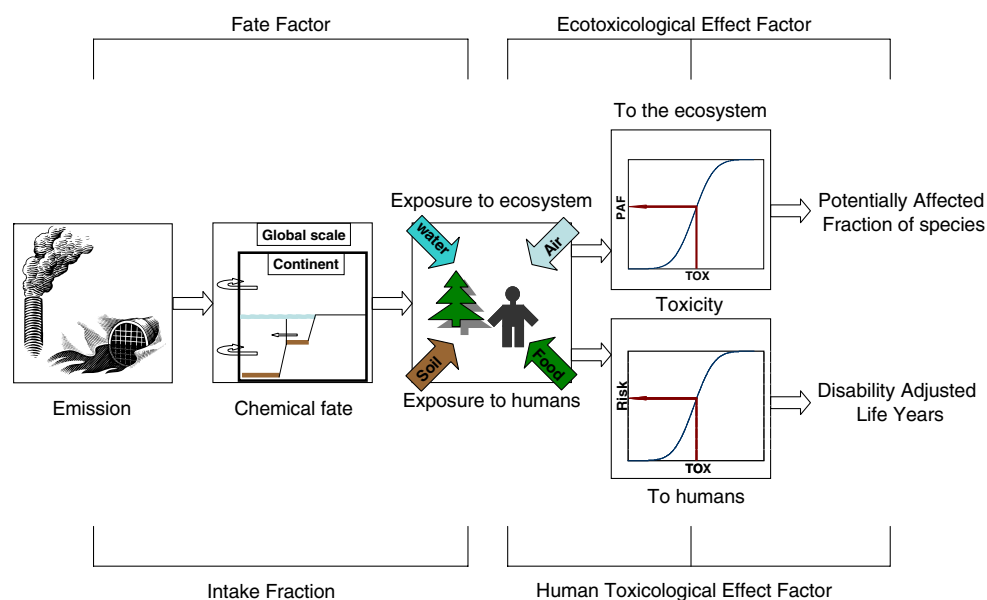 Fate Factor
Ecotoxicological Effect Factor
To the ecosystem
PAF
TOX
Potentially Affected
Fraction of species
Exposure to ecosystem
water
Air
Global scale
Continent
Soil
Food
Emission
Chemical fate
Exposure to humans
Toxicity
Risk
TOX
Disability Adjusted
Life Years
To humans
Intake Fraction
Human Toxicological Effect Factor